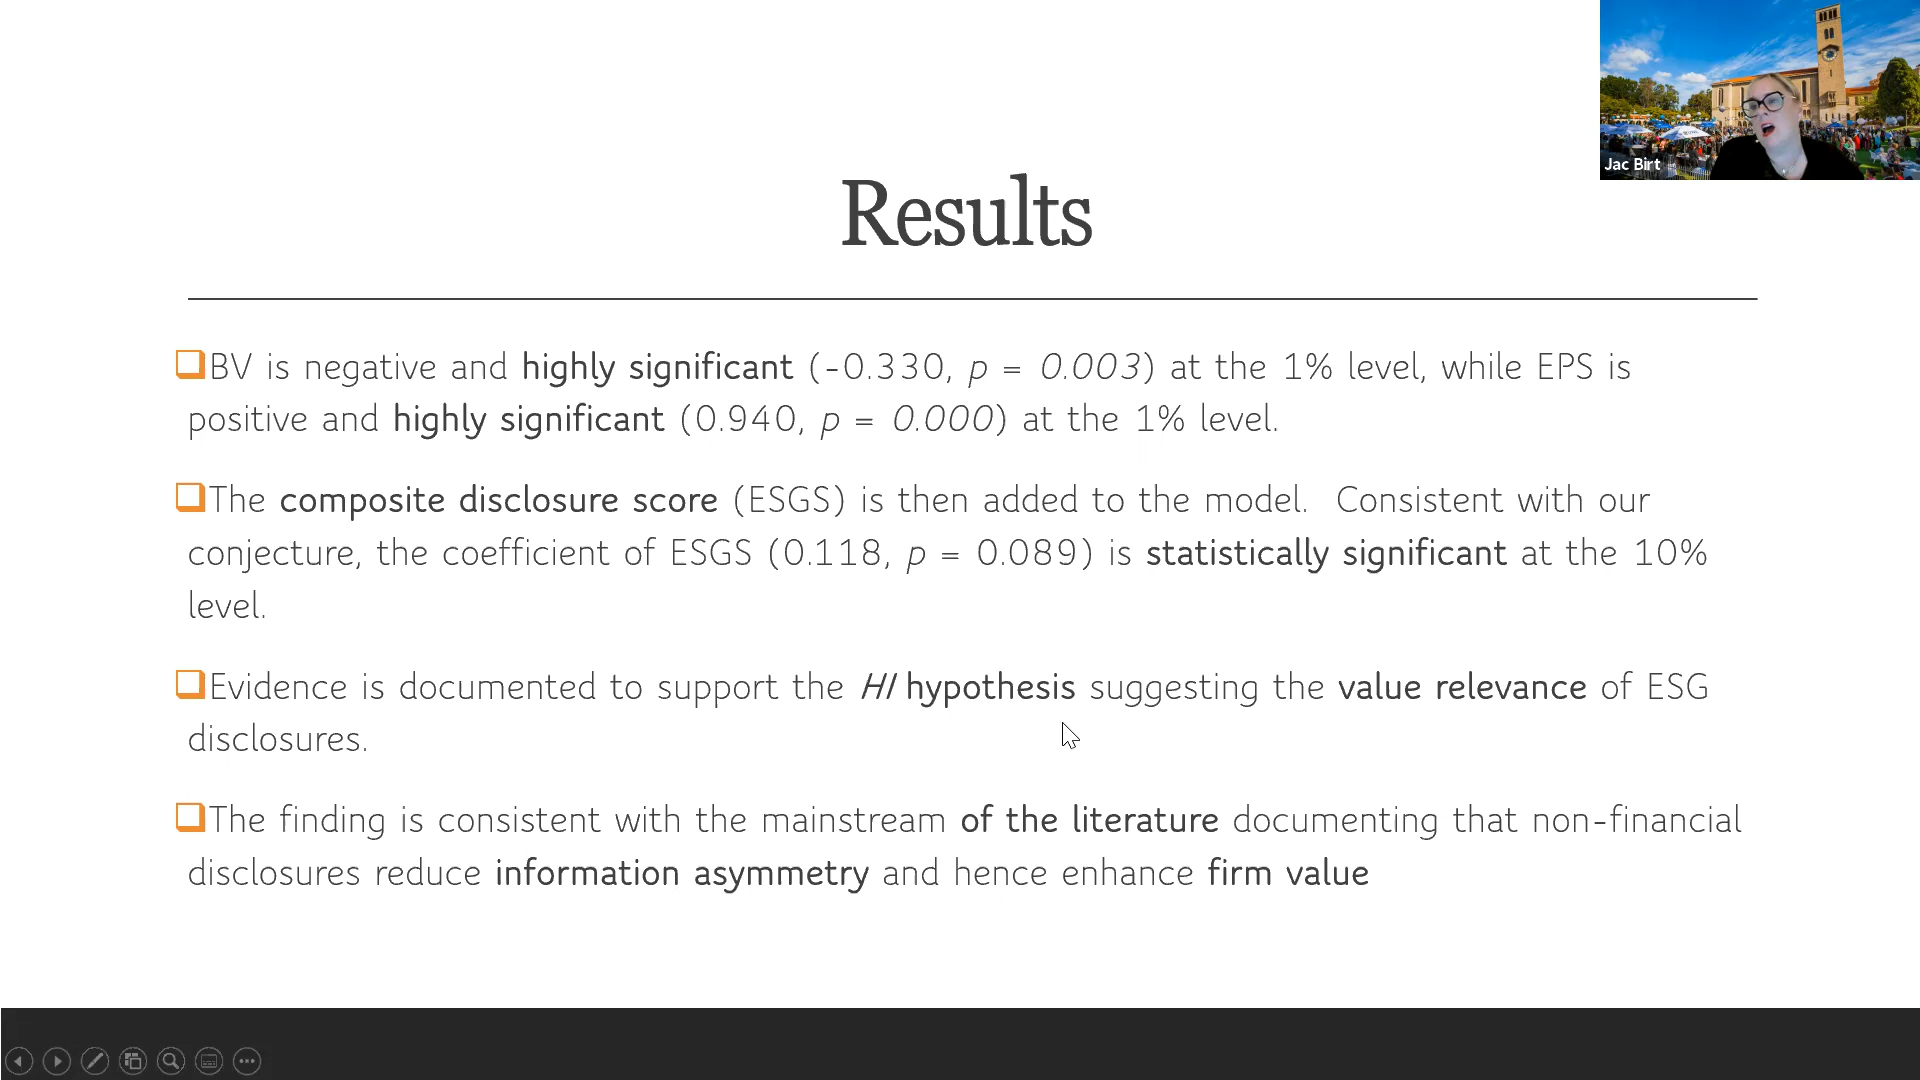 Jac Birt
Results
BV is negative and highly significant (-0.330, p = 0.003) at the 1% level, while EPS is
positive and highly significant (0.940, p = 0.000) at the 1% level.
The composite disclosure score (ESGS) is then added to the model. Consistent with our
conjecture, the coefficient of ESGS (0.118, p = 0.089) is statistically significant at the 10%
level.
Evidence is documented to support the HI hypothesis suggesting the value relevance of ESG
disclosures.
The finding is consistent with the mainstream of the literature documenting that non-financial
disclosures reduce information asymmetry and hence enhance firm value